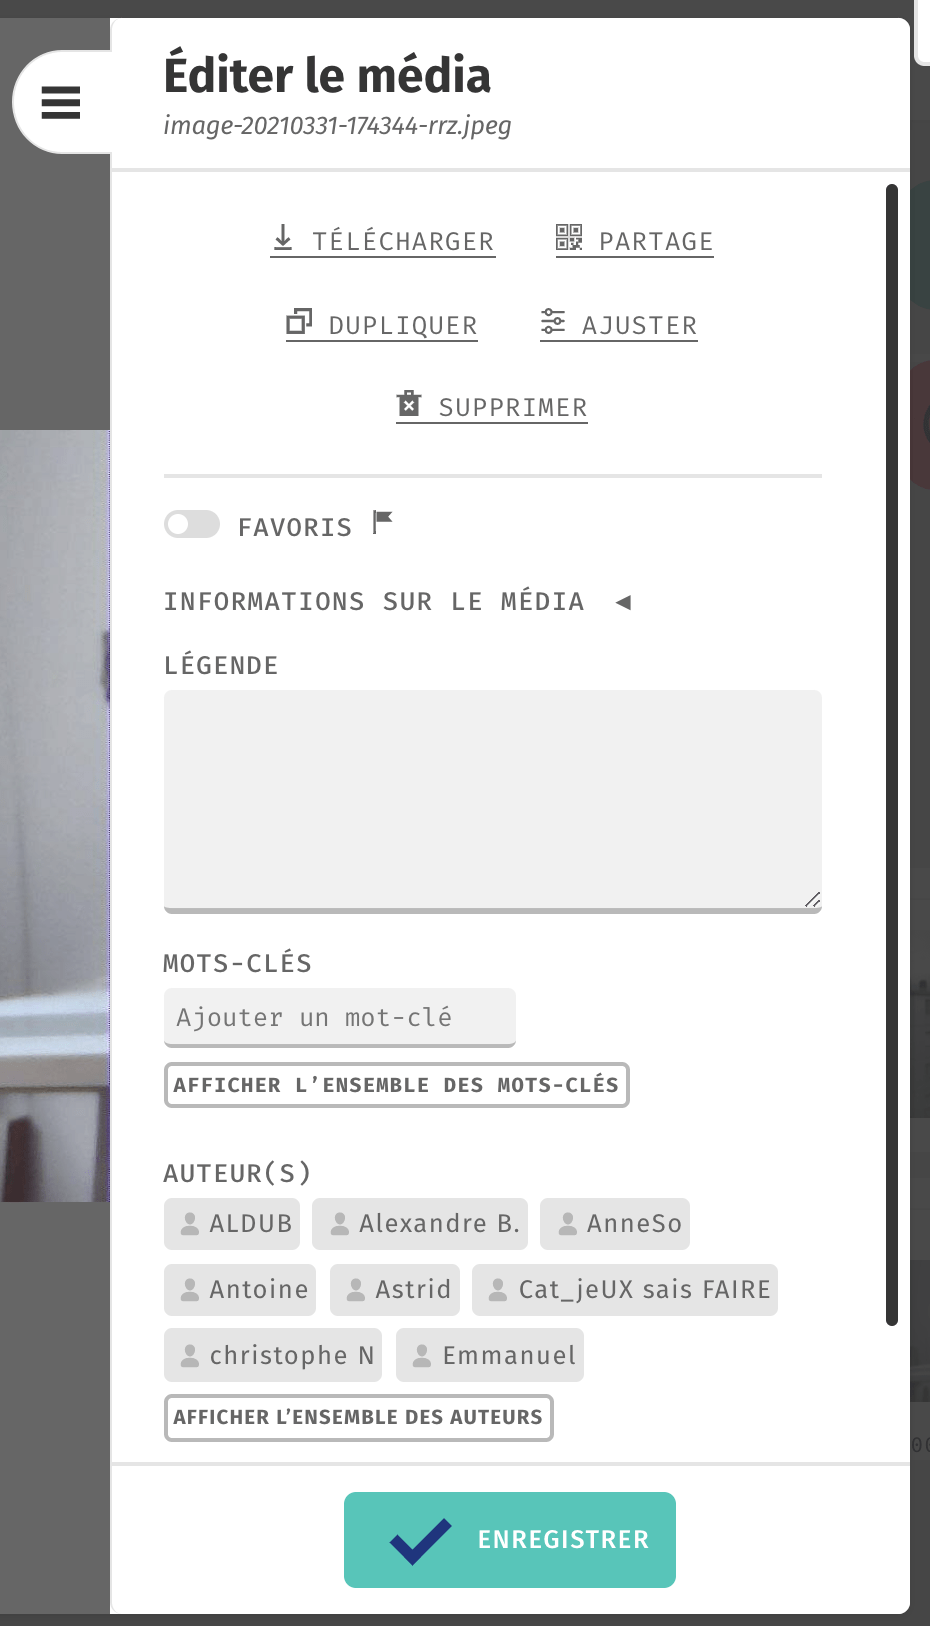 Éditer le média
image-20210331-174344-rrz.jpeg
TÉLÉCHARGER PARTAGE
DUPLIQUER AJUSTER
SUPPRIMER
FAVORIS
INFORMATIONS SUR LE MÉDIA ◀
LÉGENDE
MOTS-CLÉS
Ajouter un mot-clé
AFFICHER L’ENSEMBLE DES MOTS-CLÉS
AUTEUR(S)
ALDUB Alexandre B. AnneSo
Antoine Astrid Cat_jeUX sais FAIRE
christophe N Emmanuel
AFFICHER L’ENSEMBLE DES AUTEURS
ENREGISTRER